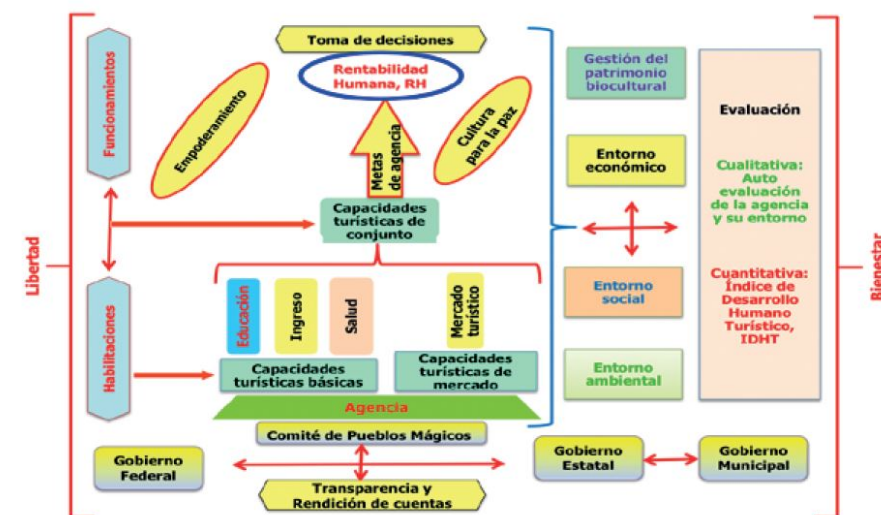 Libertad
Funcionamientos
Habilitaciones
Toma de decisiones
Rentabilidad
Humana, RH
Empoderamiento
Cultura
para la paz
Metas
de agencia
Capacidades
turísticas de
conjunto
Educación
Ingreso
Salud
Mercado
turístico
Capacidades
turísticas básicas
Capacidades
turísticas de
mercado
Agencia
Comité de Pueblos Mágicos
Gobierno
Federal
Transparencia y
Rendición de cuentas
Gobierno
Estatal
Gobierno
Municipal
Gestión del
patrimonio
biocultural
Entorno
económico
Entorno
social
Entorno
ambiental
Evaluación
Cualitativa:
Auto
evaluación
de la agencia
y su entorno
Cuantitativa:
Índice de
Desarrollo
Humano
Turístico,
IDHT
Bienestar